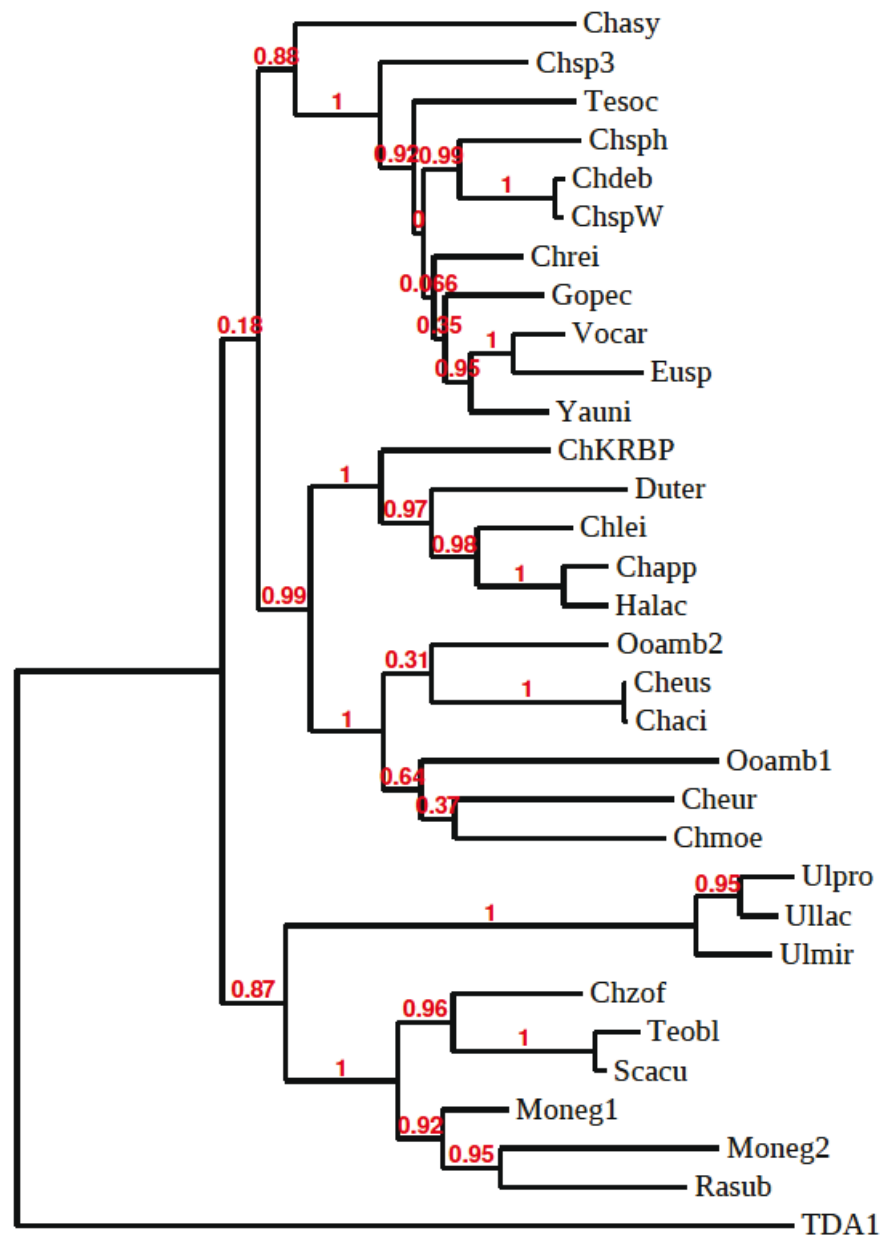 Chasy
0.88
Chsp3
1
Tesoc
Chsph
0.92
0.99
Chdeb
1
ChspW
0
Chrei
0.066
Gopec
0.18
0.35
Vocar
1
0.95
Eusp
Yauni
ChKRBP
1
Duter
0.97
Chlei
0.98
Chapp
1
0.99
Halac
Ooamb2
0.31
Cheus
1
1
Chaci
Ooamb1
0.64
Cheur
0.37
Chmoe
Ulpro
0.95
1
Ullac
Ulmir
0.87
Chzof
0.96
Teobl
1
1
Scacu
Moneg1
0.92
Moneg2
0.95
Rasub
TDA1